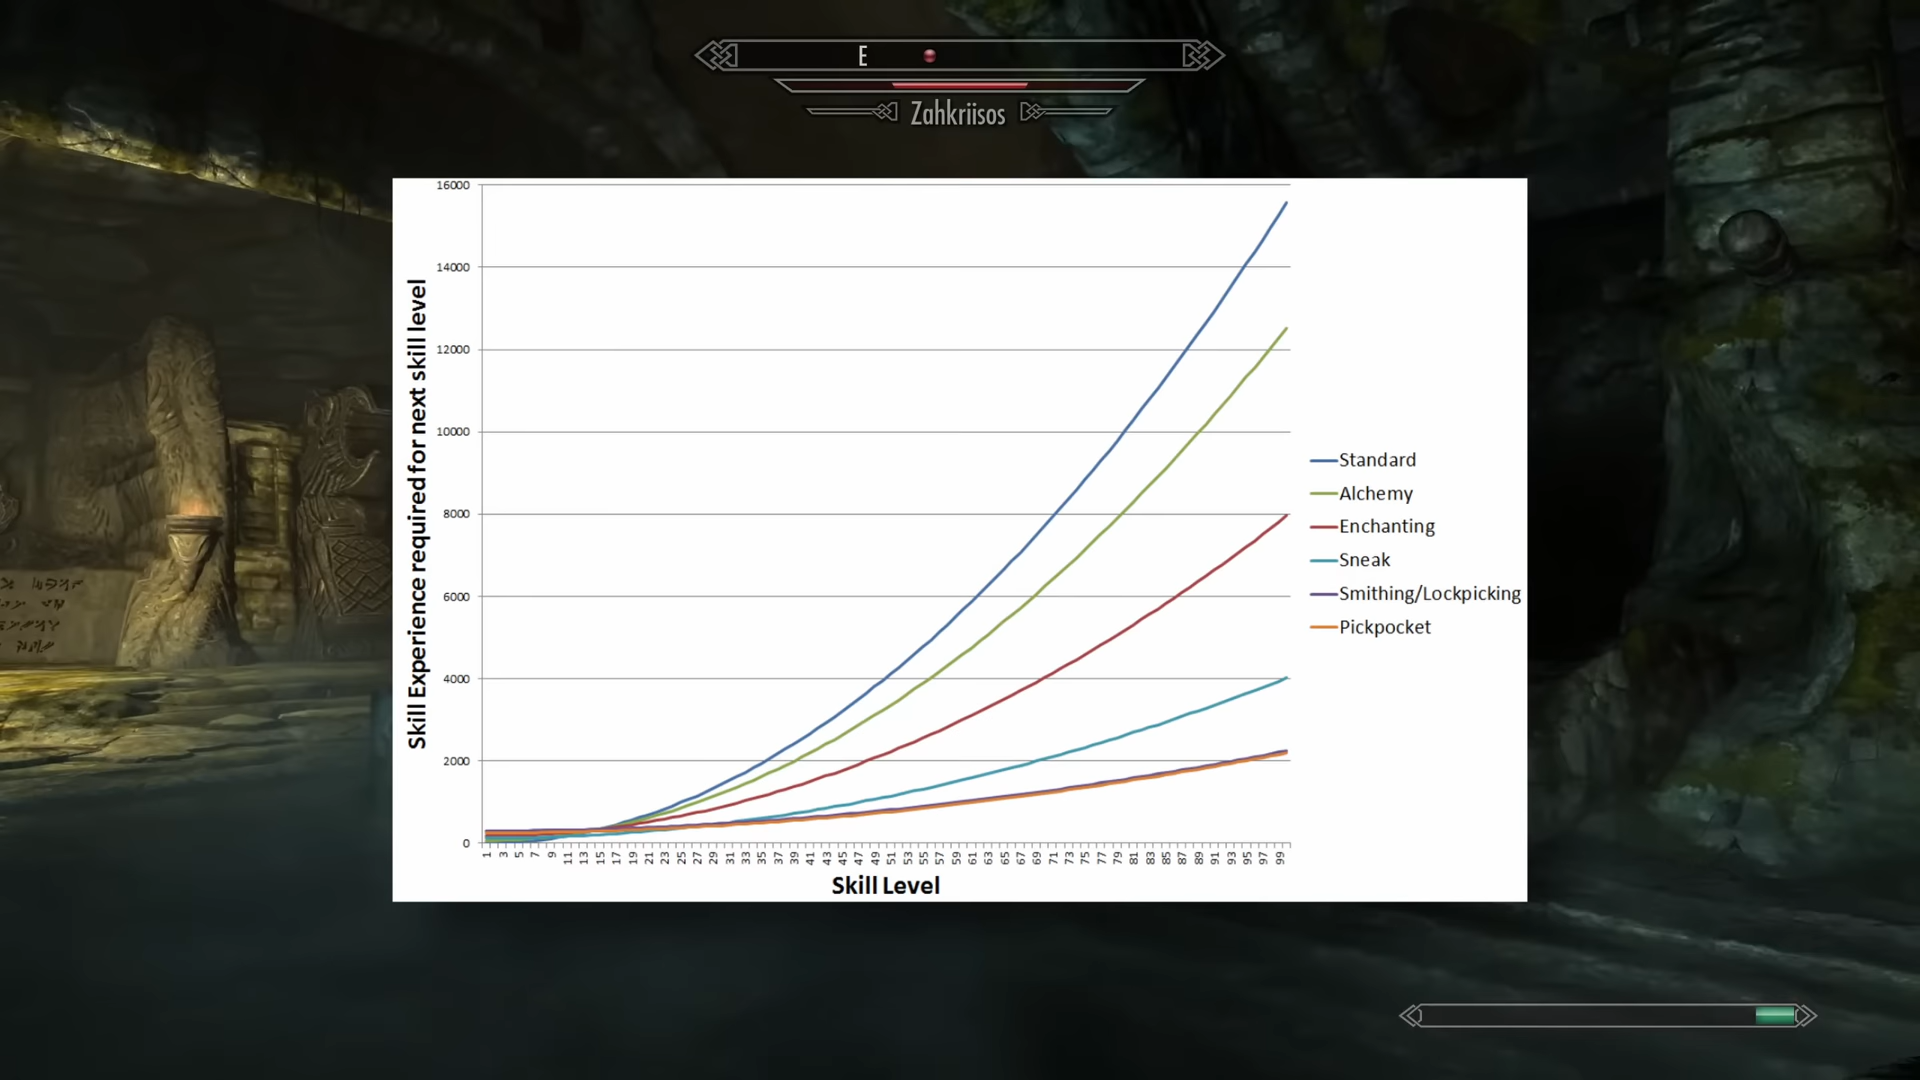 E
Zahkriisos
16000
14000
12000
10000
8000
6000
4000
2000
0
Skill Experience required for next skill level
1 3 5 7 9 11 13 15 17 19 21 23 25 27 29 31 33 35 37 39 41 43 45 47 49 51 53 55 57 59 61 63 65 67 69 71 73 75 77 79 81 83 85 87 89 91 93 95 97 99
Skill Level
Standard
Alchemy
Enchanting
Sneak
Smithing/Lockpicking
Pickpocket